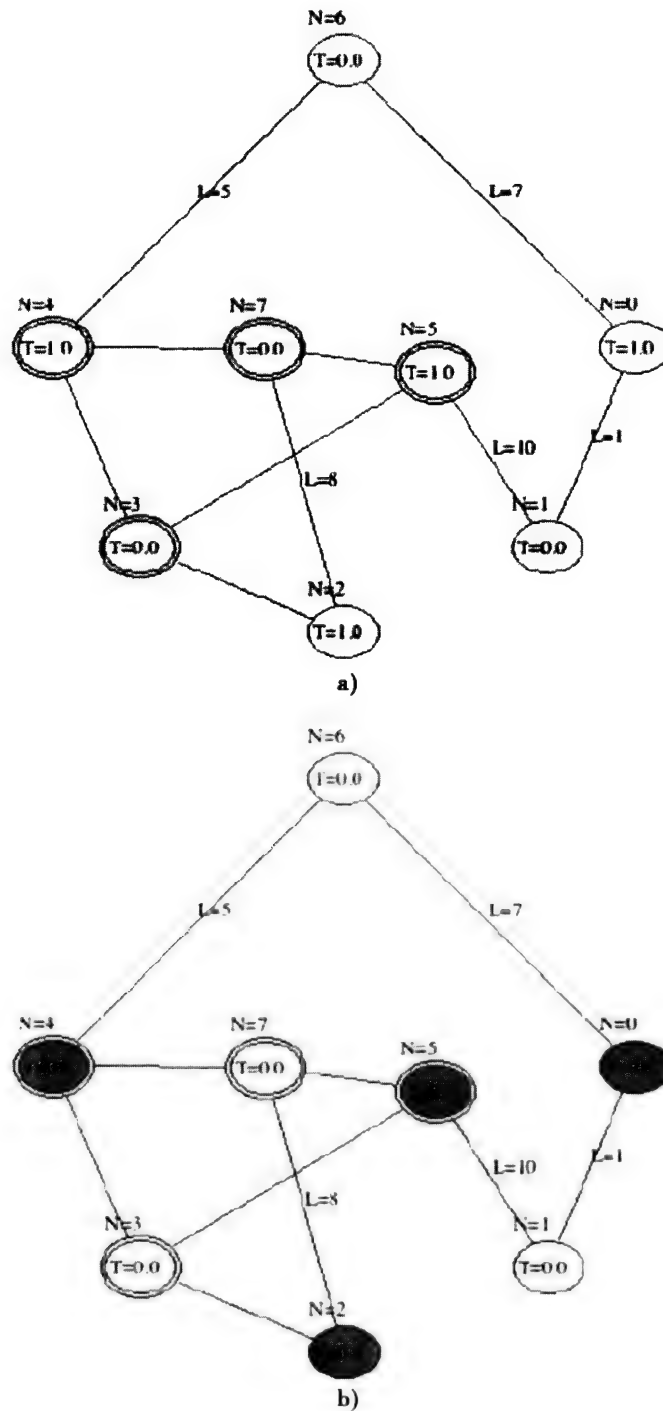 N=6
T=0.0
L=5
L=7
N=4
N=7
N=5
N=0
T=1.0
T=0.0
T=1.0
T=1.0
L=10
L=1
L=8
N=3
N=1
T=0.0
T=0.0
N=2
T=1.0
a)
N=6
T=0.0
L=5
L=7
N=4
N=7
N=5
N=0
T=0.0
L=10
L=1
L=8
N=3
N=1
T=0.0
T=0.0
N=2
b)